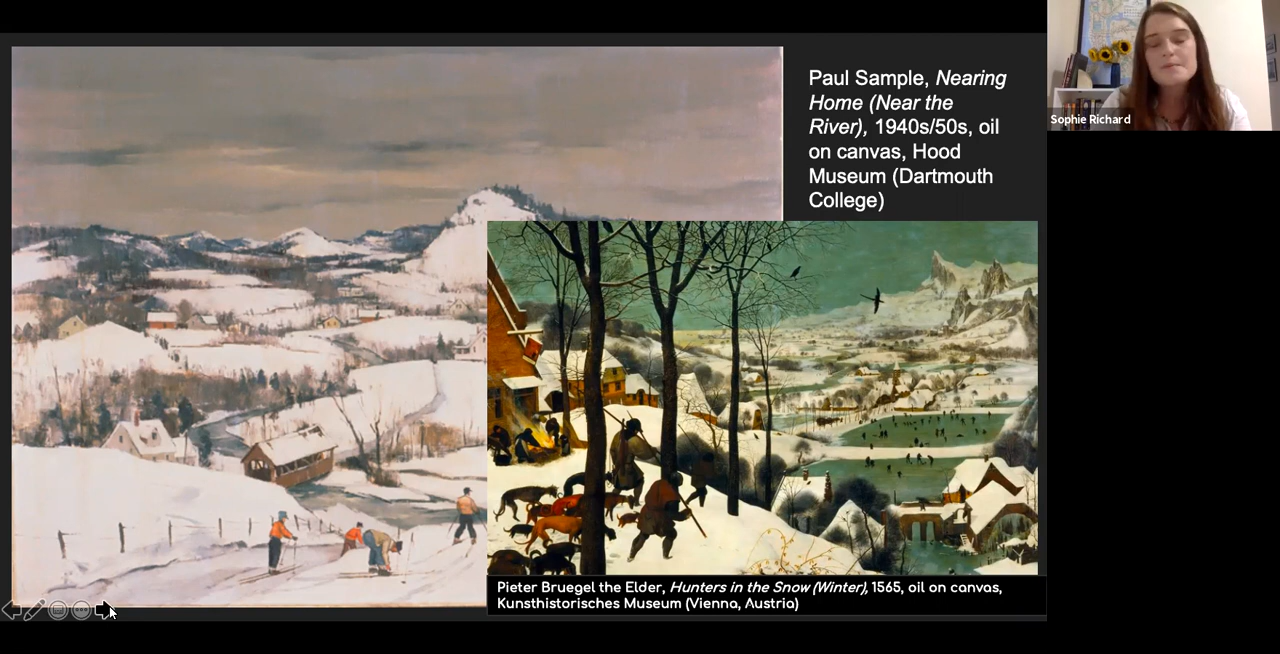 Paul Sample, Nearing
Home (Near the
River), 1940s/50s, oil
on canvas, Hood
Museum (Dartmouth
College)
Sophie Richard
Pieter Bruegel the Elder, Hunters in the Snow (Winter), 1565, oil on canvas,
Kunsthistorisches Museum (Vienna, Austria)